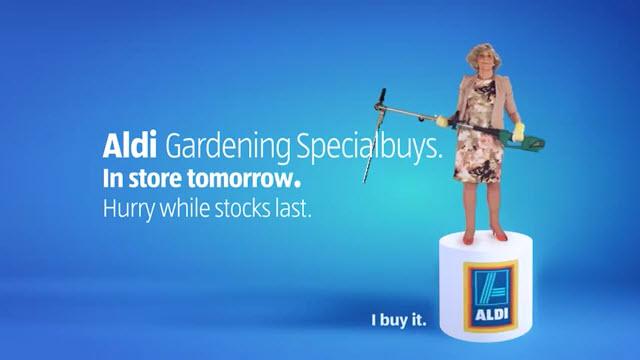 Aldi Gardening Specialbuys.
In store tomorrow.
Hurry while stocks last.
I buy it.
ALDI